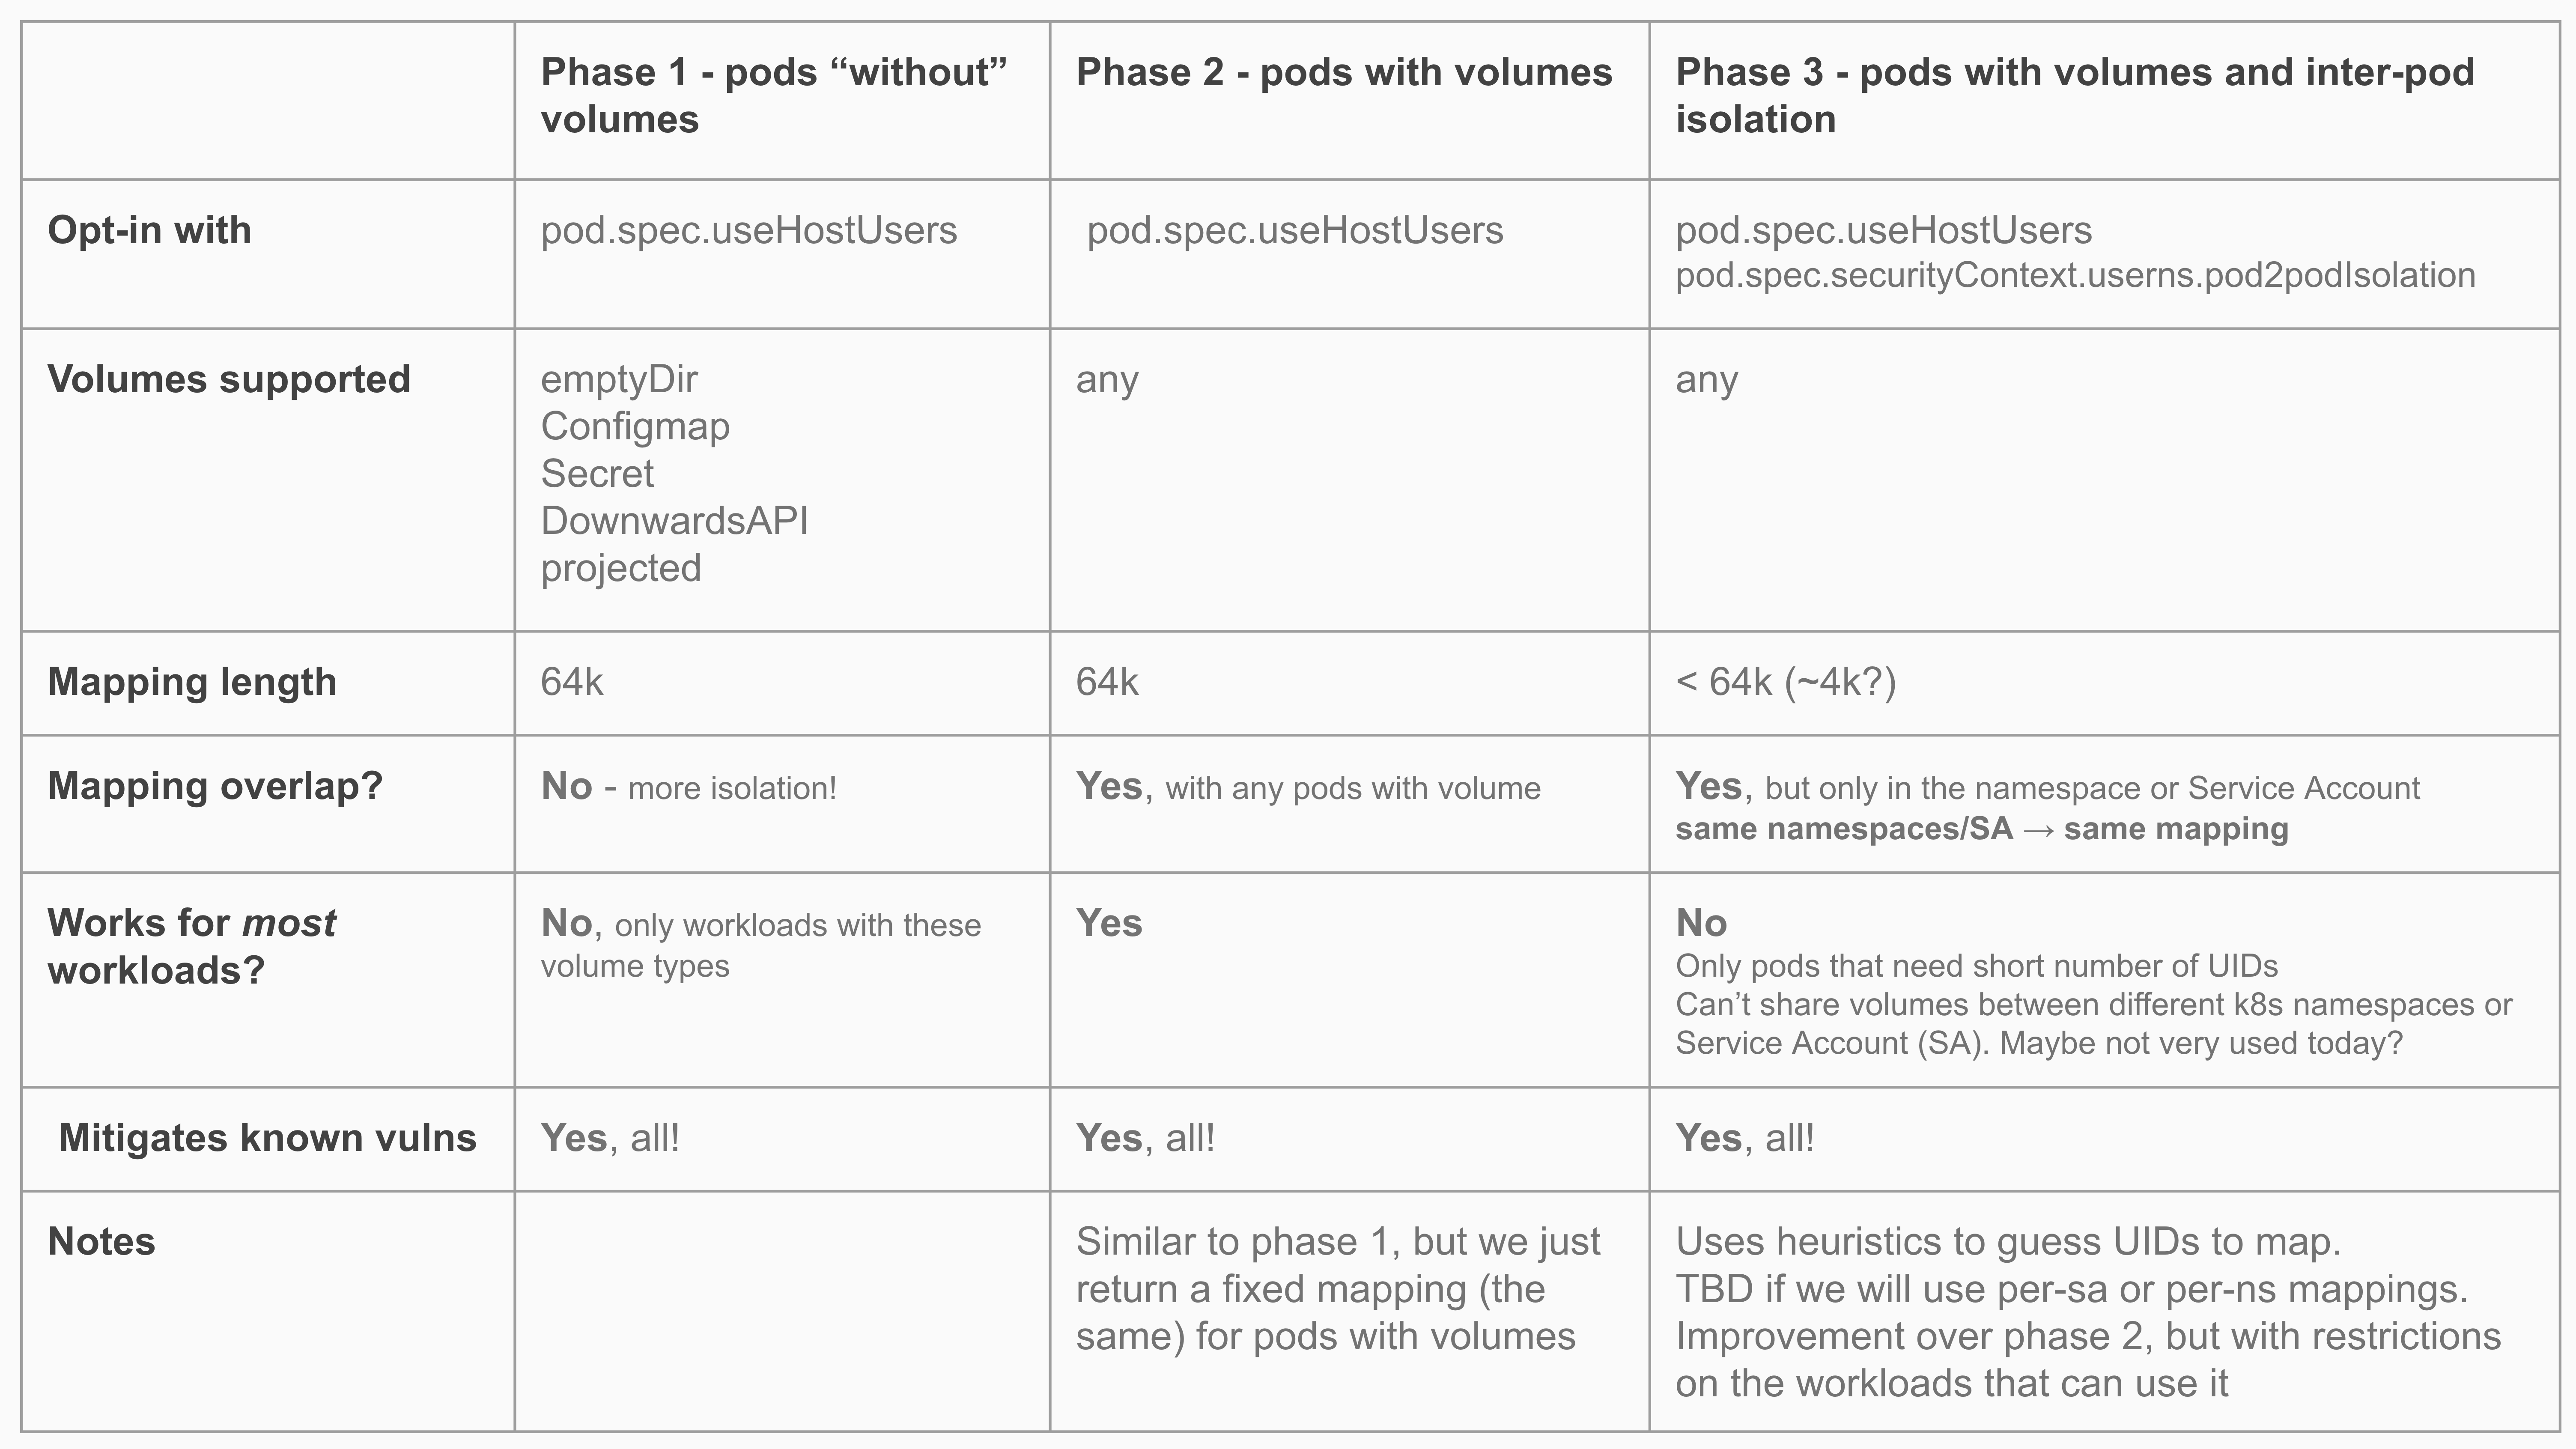 Phase 1 - pods “without”
volumes
Phase 2 - pods with volumes
Phase 3 - pods with volumes and inter-pod
isolation
Opt-in with
pod.spec.useHostUsers
pod.spec.useHostUsers
pod.spec.useHostUsers
pod.spec.securityContext.userns.pod2podIsolation
Volumes supported
emptyDir
Configmap
Secret
DownwardsAPI
projected
any
any
Mapping length
64k
64k
< 64k (~4k?)
Mapping overlap?
No - more isolation!
Yes, with any pods with volume
Yes, but only in the namespace or Service Account
same namespaces/SA → same mapping
Works for most
workloads?
No, only workloads with these
volume types
Yes
No
Only pods that need short number of UIDs
Can’t share volumes between different k8s namespaces or
Service Account (SA). Maybe not very used today?
Mitigates known vulns
Yes, all!
Yes, all!
Yes, all!
Notes
Similar to phase 1, but we just
return a fixed mapping (the
same) for pods with volumes
Uses heuristics to guess UIDs to map.
TBD if we will use per-sa or per-ns mappings.
Improvement over phase 2, but with restrictions
on the workloads that can use it